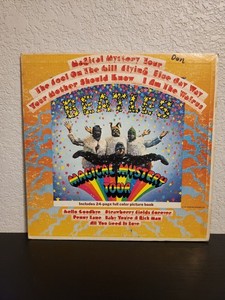 Magical Mystery Tour
The Fool On The Hill Flying Blue Jay Way
Your Mother Should Know I Am The Walrus
BEATLES
MAGICAL MYSTERY
TOUR
Includes 24-page full color picture book
Hello Goodbye Strawberry Fields Forever
Penny Lane Baby You're A Rich Man
All You Need Is Love